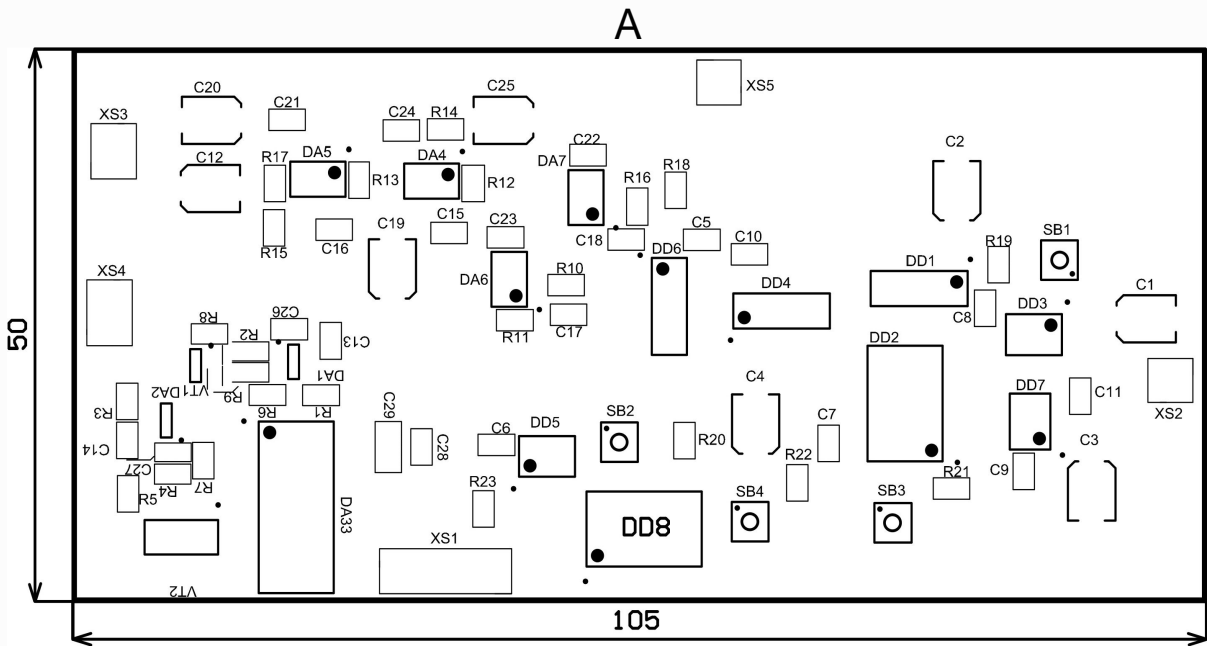 A
XS3
C20
C21
C24
R14
C25
XS5
C12
R17
DA5
R13
DA4
R12
DA7
C22
R16
R18
C2
R15
C16
C19
C15
C23
C18
C5
C10
R19
SB1
XS4
DA6
R10
DD6
DD4
DD1
C8
DD3
C1
R11
C17
R8
R2
C26
C13
DD2
VT1
DA2
R9
DA1
R3
R6
R1
C29
C4
DD7
C11
XS2
C14
C27
R4
R7
R5
C28
C6
DD5
SB2
R20
C7
R22
C9
C3
R21
R23
DA33
XS1
DD8
SB4
SB3
VT2
50
105